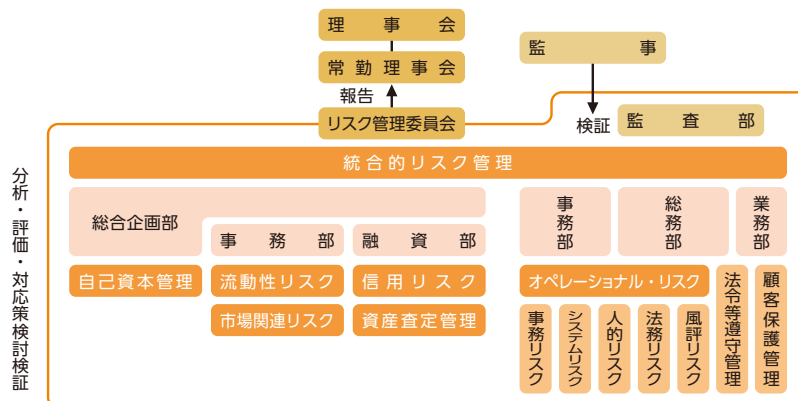 理事会
監事
常勤理事会
報告
リスク管理委員会
検証
監査部
分析・評価・対応策検討検証
統合的リスク管理
総合企画部
事務部
融資部
事務部
総務部
業務部
自己資本管理
流動性リスク
信用リスク
オペレーショナル・リスク
市場関連リスク
資産査定管理
事務リスク
システムリスク
人的リスク
法務リスク
風評リスク
法令等遵守管理
顧客保護管理